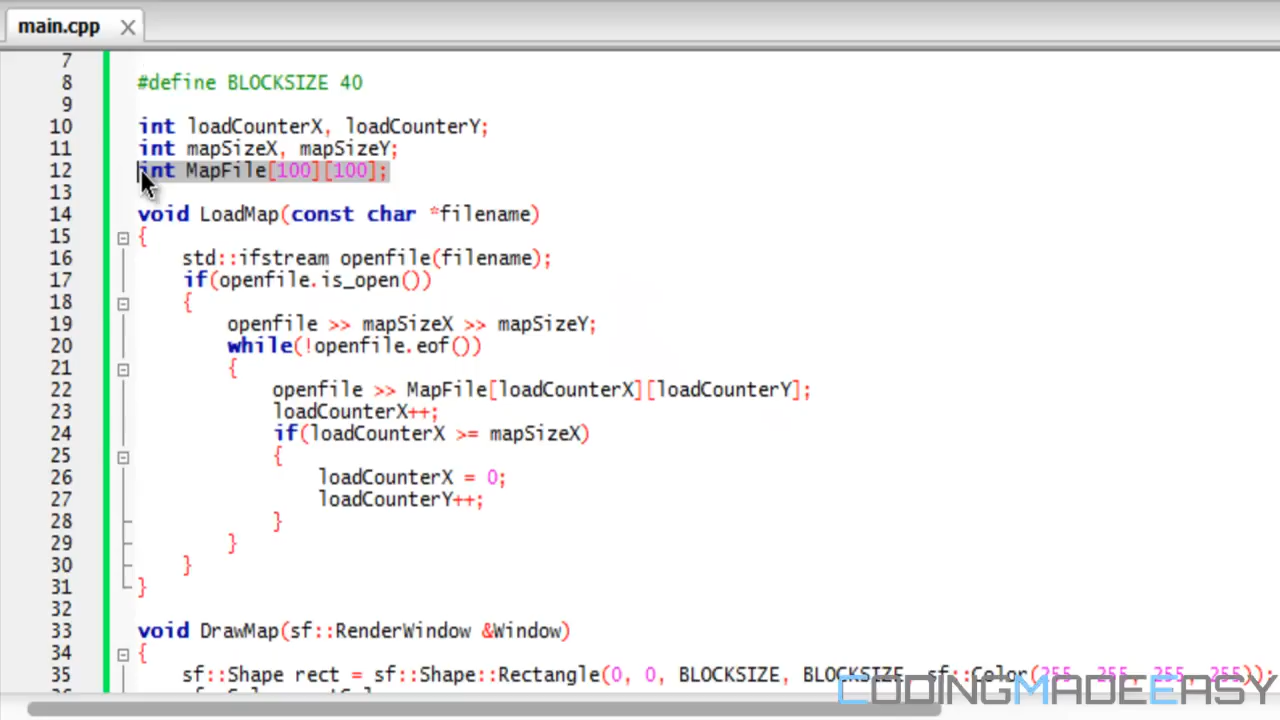 main.cpp
7
8 #define BLOCKSIZE 40
9
10 int loadCounterX, loadCounterY;
11 int mapSizeX, mapSizeY;
12 int MapFile[100][100];
13
14 void LoadMap(const char *filename)
15 {
16 std::ifstream openfile(filename);
17 if(openfile.is_open())
18 {
19 openfile >> mapSizeX >> mapSizeY;
20 while(!openfile.eof())
21 {
22 openfile >> MapFile[loadCounterX][loadCounterY];
23 loadCounterX++;
24 if(loadCounterX >= mapSizeX)
25 {
26 loadCounterX = 0;
27 loadCounterY++;
28 }
29 }
30 }
31 }
32
33 void DrawMap(sf::RenderWindow &Window)
34 {
35 sf::Shape rect = sf::Shape::Rectangle(0, 0, BLOCKSIZE, BLOCKSIZE, sf::Color(255, 255, 255, 255));
CODINGMADEEASY